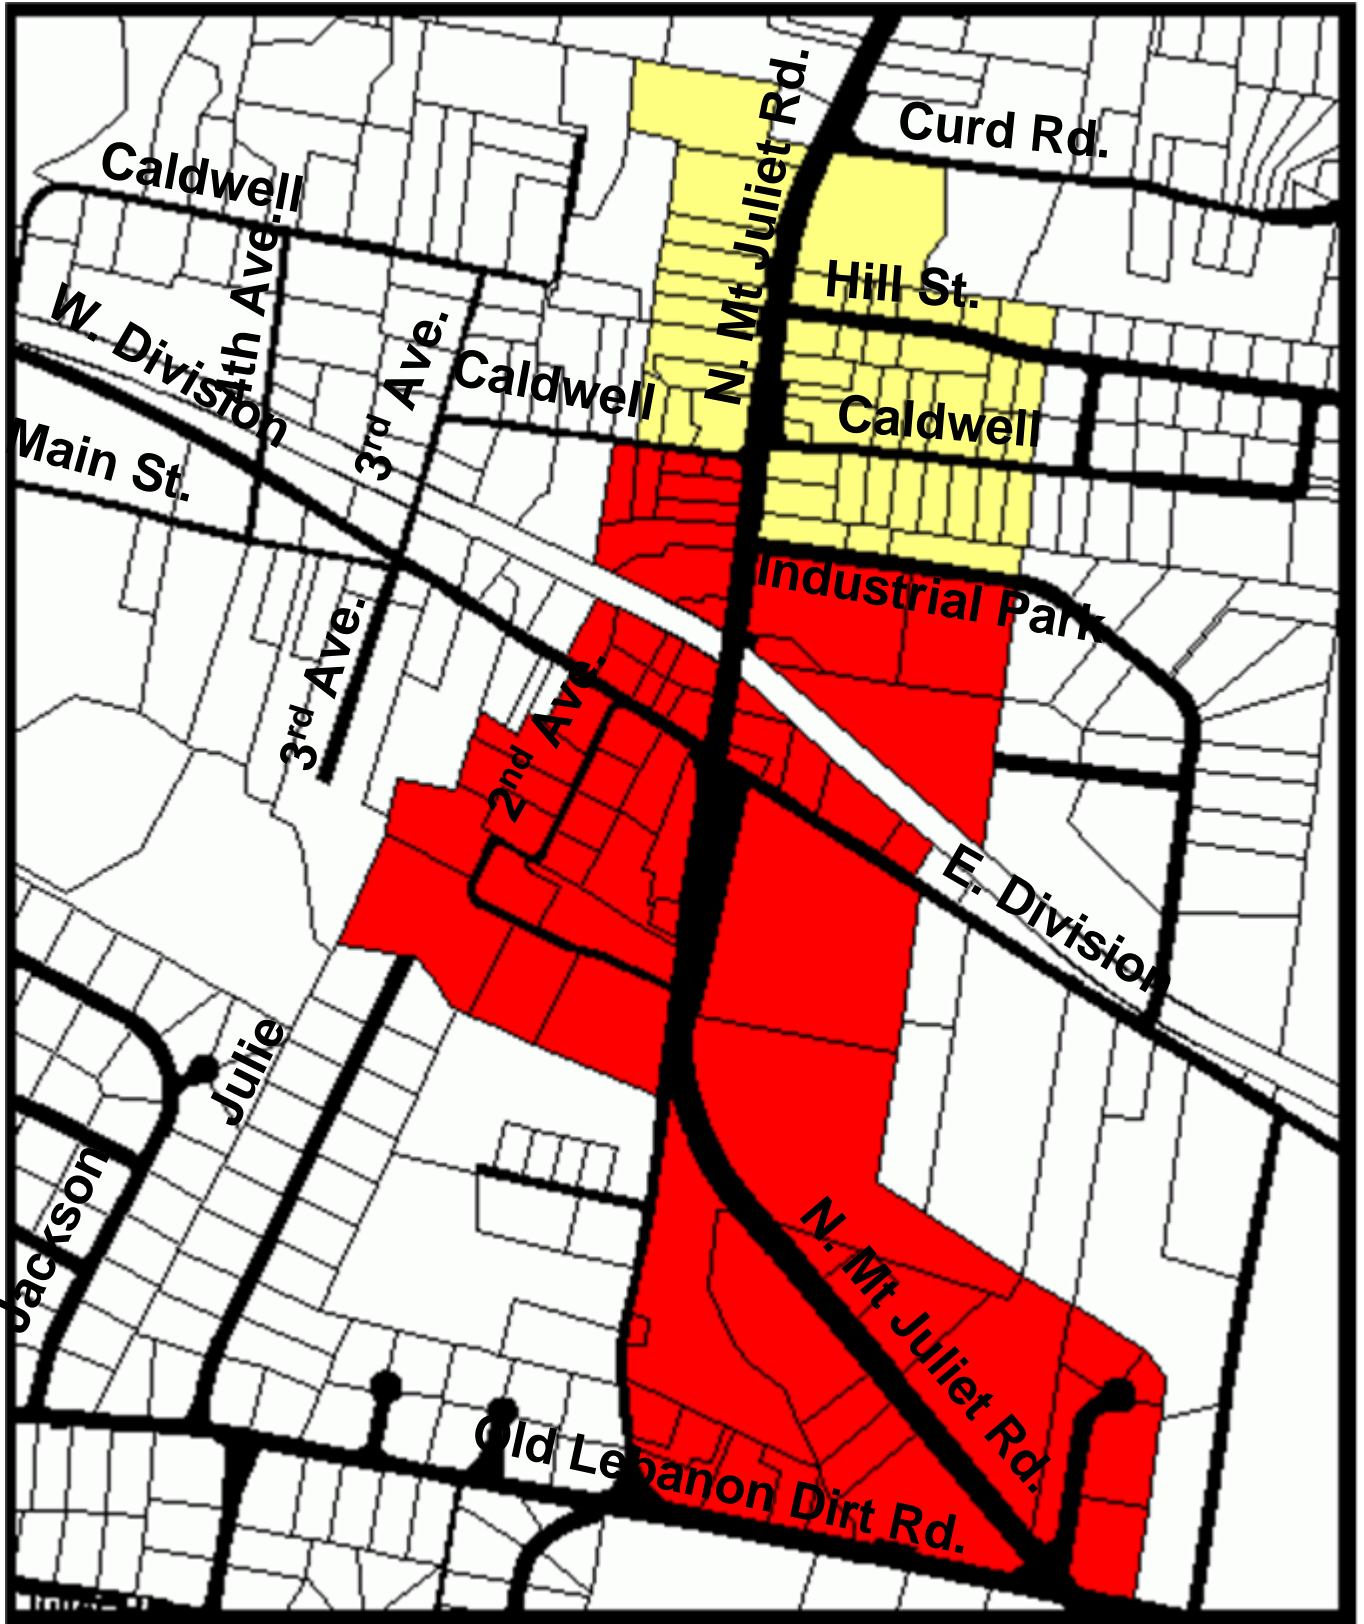 N. Mt Juliet Rd.
Curd Rd.
Caldwell
4th Ave.
Hill St.
W. Division
3rd Ave.
Caldwell
Caldwell
Main St.
Industrial Park
3rd Ave.
2nd Ave.
E. Division
Julie
Jackson
N. Mt Juliet Rd.
Old Lebanon Dirt Rd.